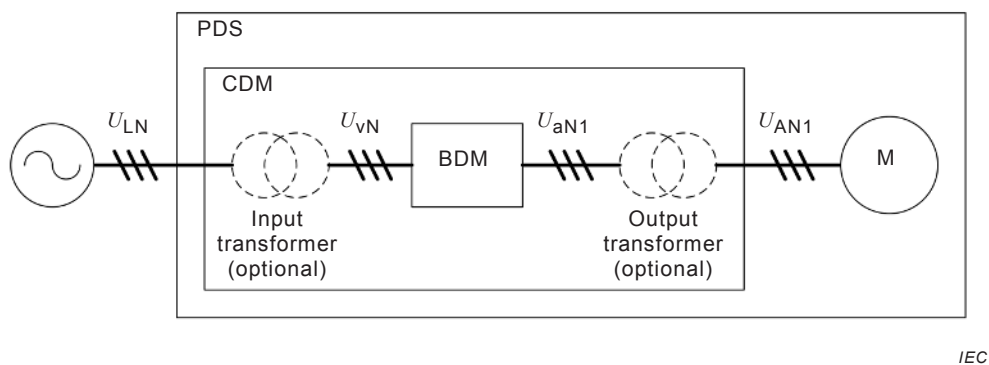 PDS
CDM
U_LN
U_vN
BDM
U_aN1
U_AN1
M
Input
transformer
(optional)
Output
transformer
(optional)
IEC